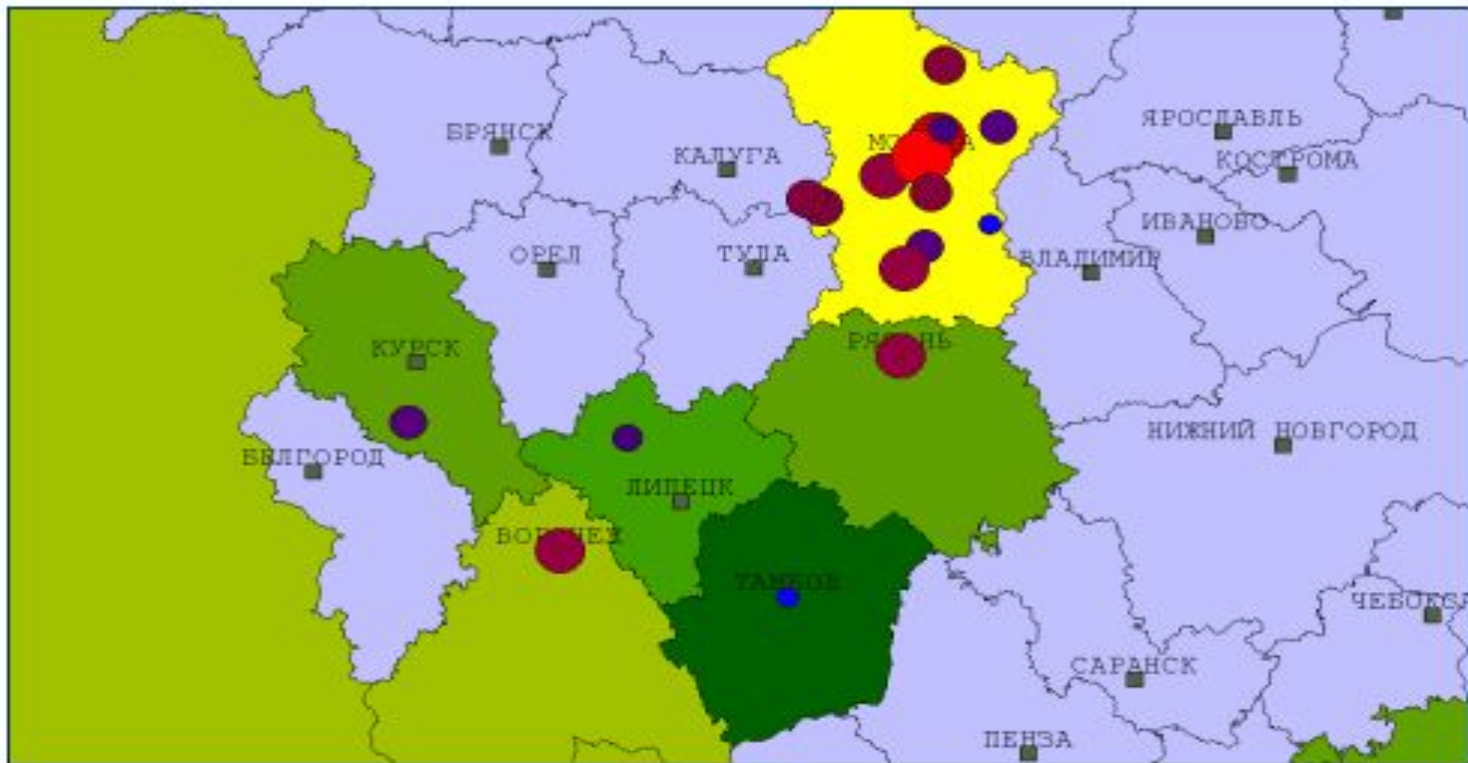 БРЯНСК
КАЛУГА
ЯРОСЛАВЛЬ
КОСТРОМА
ИВАНОВО
ОРЕЛ
ТУЛА
ВЛАДИМИР
КУРСК
НИЖНИЙ НОВГОРОД
БЕЛГОРОД
ЛИПЕЦК
САРАНСК
ПЕНЗА